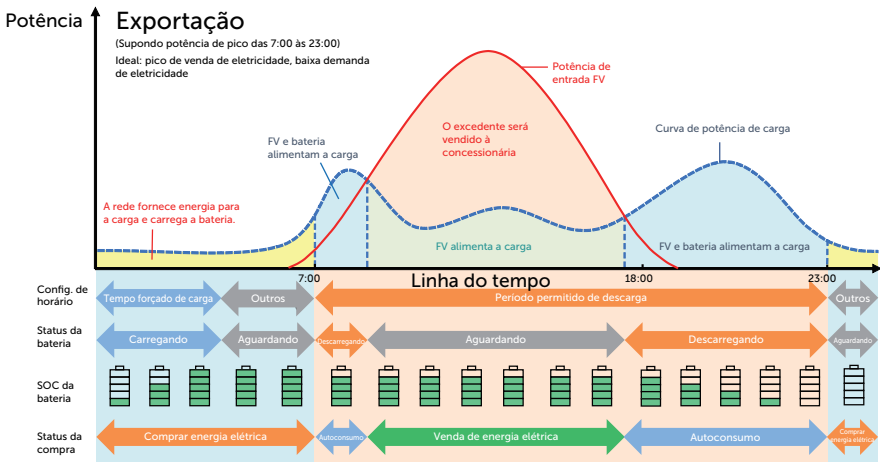 Potência
Exportação
(Supondo potência de pico das 7:00 às 23:00)
Ideal: pico de venda de eletricidade, baixa demanda
de eletricidade
Potência de
entrada FV
FV e bateria
alimentam a carga
O excedente será
vendido à
concessionária
Curva de potência de carga
A rede fornece energia para
a carga e carrega a bateria.
FV alimenta a carga
FV e bateria alimentam a carga
7:00
Linha do tempo
18:00
23:00
Config. de
horário
Tempo forçado de carga
Outros
Período permitido de descarga
Outros
Status da
bateria
Carregando
Aguardando
Descarregando
Aguardando
Descarregando
Aguardando
SOC da
bateria
Status da
compra
Comprar energia elétrica
Autoconsumo
Venda de energia elétrica
Autoconsumo
Comprar
energia elétrica